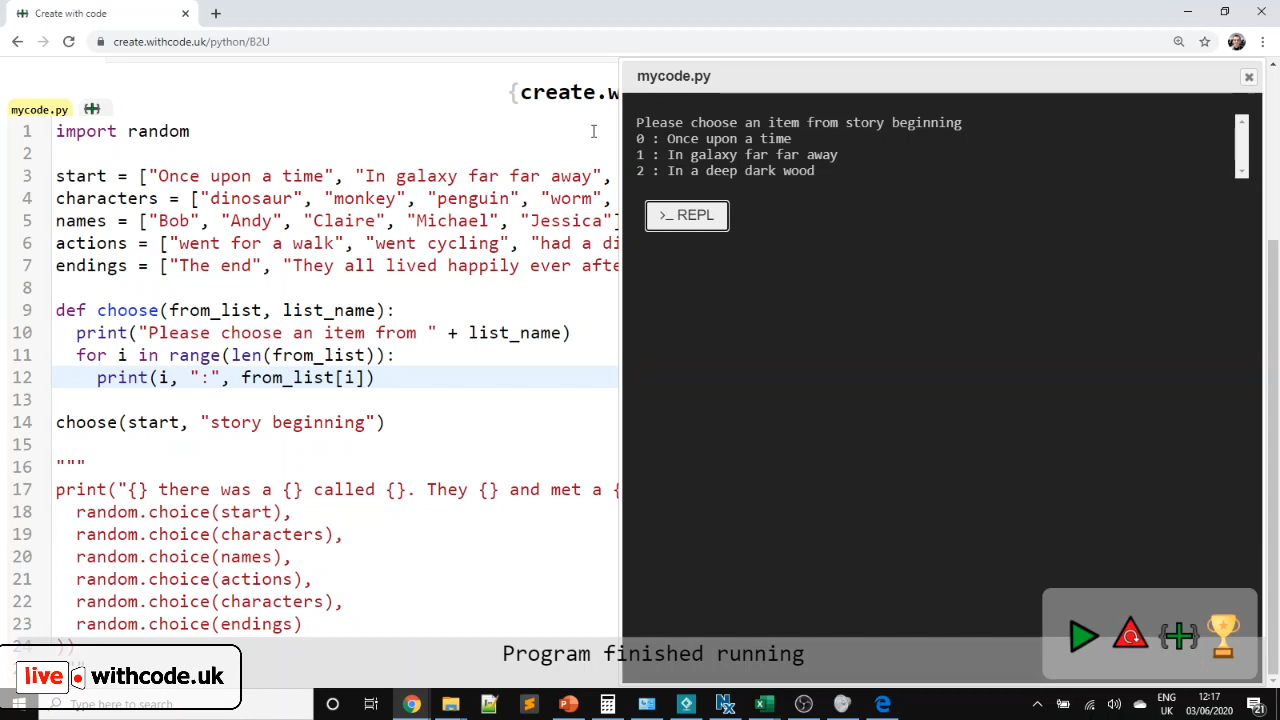 Create with code
create.withcode.uk/python/B2U
{create.w
mycode.py
1 import random
2
3 start = ["Once upon a time", "In galaxy far far away",
4 characters = ["dinosaur", "monkey", "penguin", "worm",
5 names = ["Bob", "Andy", "Claire", "Michael", "Jessica"]
6 actions = ["went for a walk", "went cycling", "had a di
7 endings = ["The end", "They all lived happily ever afte
8
9 def choose(from_list, list_name):
10 print("Please choose an item from " + list_name)
11 for i in range(len(from_list)):
12 print(i, ":", from_list[i])
13
14 choose(start, "story beginning")
15
16 """
17 print("{} there was a {} called {}. They {} and met a {
18 random.choice(start),
19 random.choice(characters),
20 random.choice(names),
21 random.choice(actions),
22 random.choice(characters),
23 random.choice(endings)
24 ))
mycode.py
Please choose an item from story beginning
0 : Once upon a time
1 : In galaxy far far away
2 : In a deep dark wood
>_ REPL
Program finished running
live withcode.uk
Type here to search
ENG
UK
12:17
03/06/2020
21